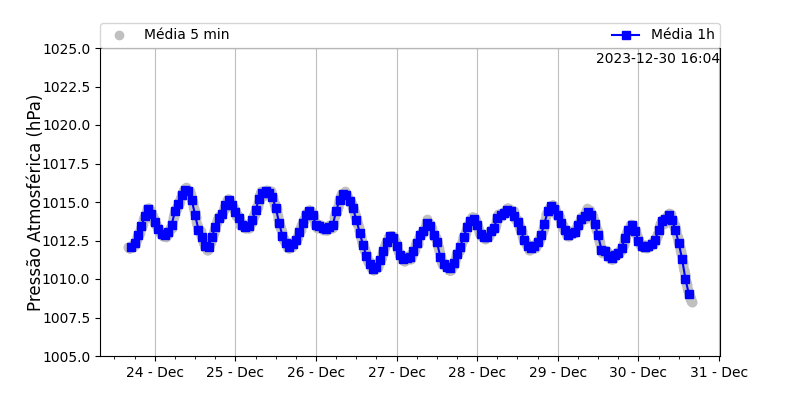 Média 5 min
Média 1h
2023-12-30 16:04
Pressão Atmosférica (hPa)
1025.0
1022.5
1020.0
1017.5
1015.0
1012.5
1010.0
1007.5
1005.0
24 - Dec
25 - Dec
26 - Dec
27 - Dec
28 - Dec
29 - Dec
30 - Dec
31 - Dec